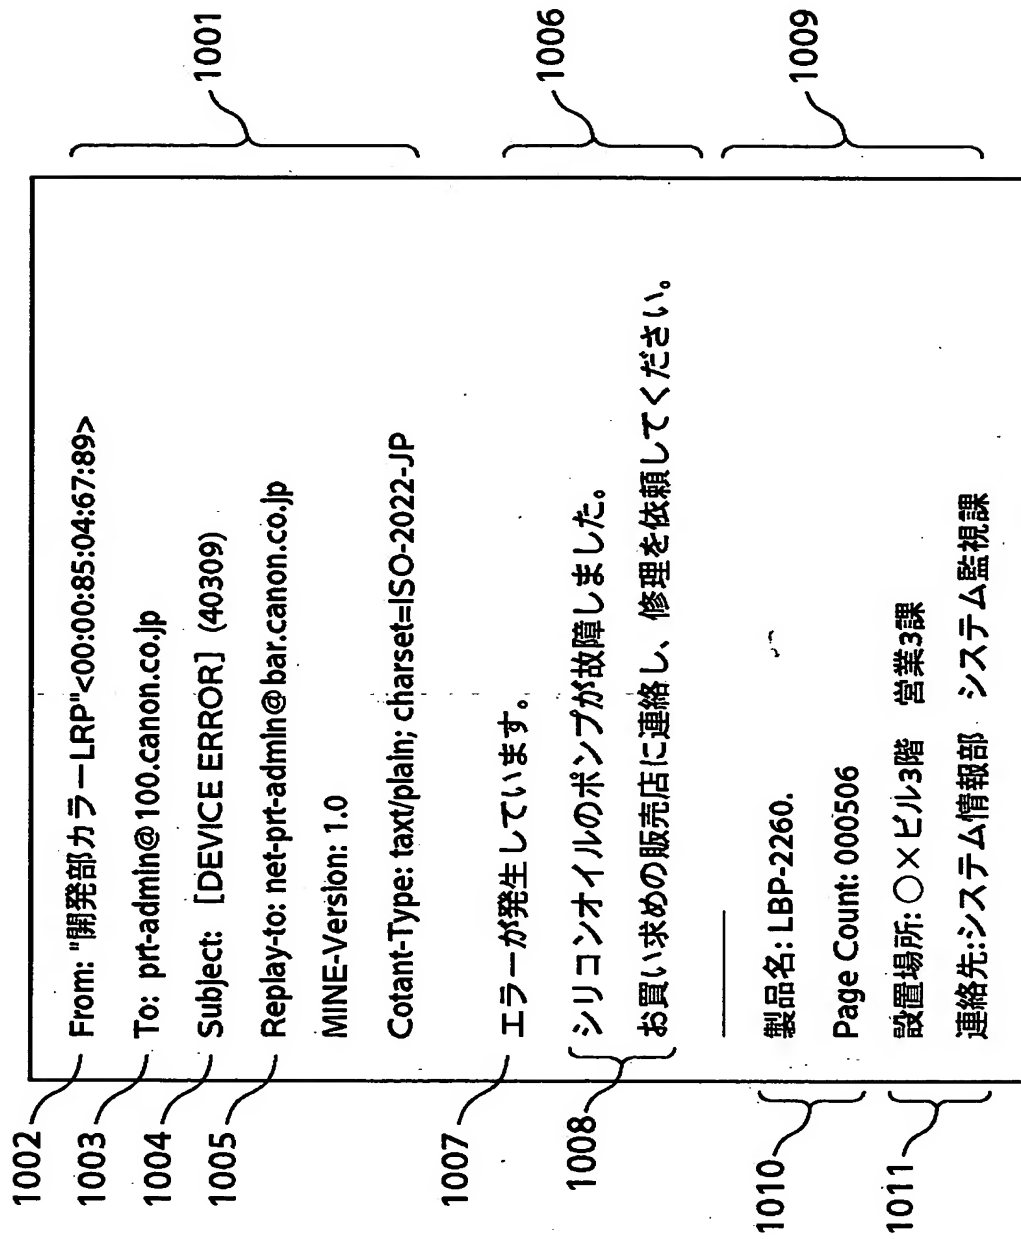 1001
1006
1009
1002
From: "開発部カラーLRP"<00:00:85:04:67:89>
1003
To: prt-admln@100.canon.co.jp
1004
Subject: [DEVICE ERROR] (40309)
1005
Replay-to: net-prt-admln@bar.canon.co.jp
MINE-Version: 1.0
Cotant-Type: taxt/plain; charset=ISO-2022-JP
1007
エラーが発生しています。
1008
シリコンオイルのポンプが故障しました。
お買い求めの販売店に連絡し、修理を依頼してください。
1010
製品名: LBP-2260.
Page Count: 000506
1011
設置場所: ○×ビル3階 営業3課
連絡先:システム情報部 システム監視課